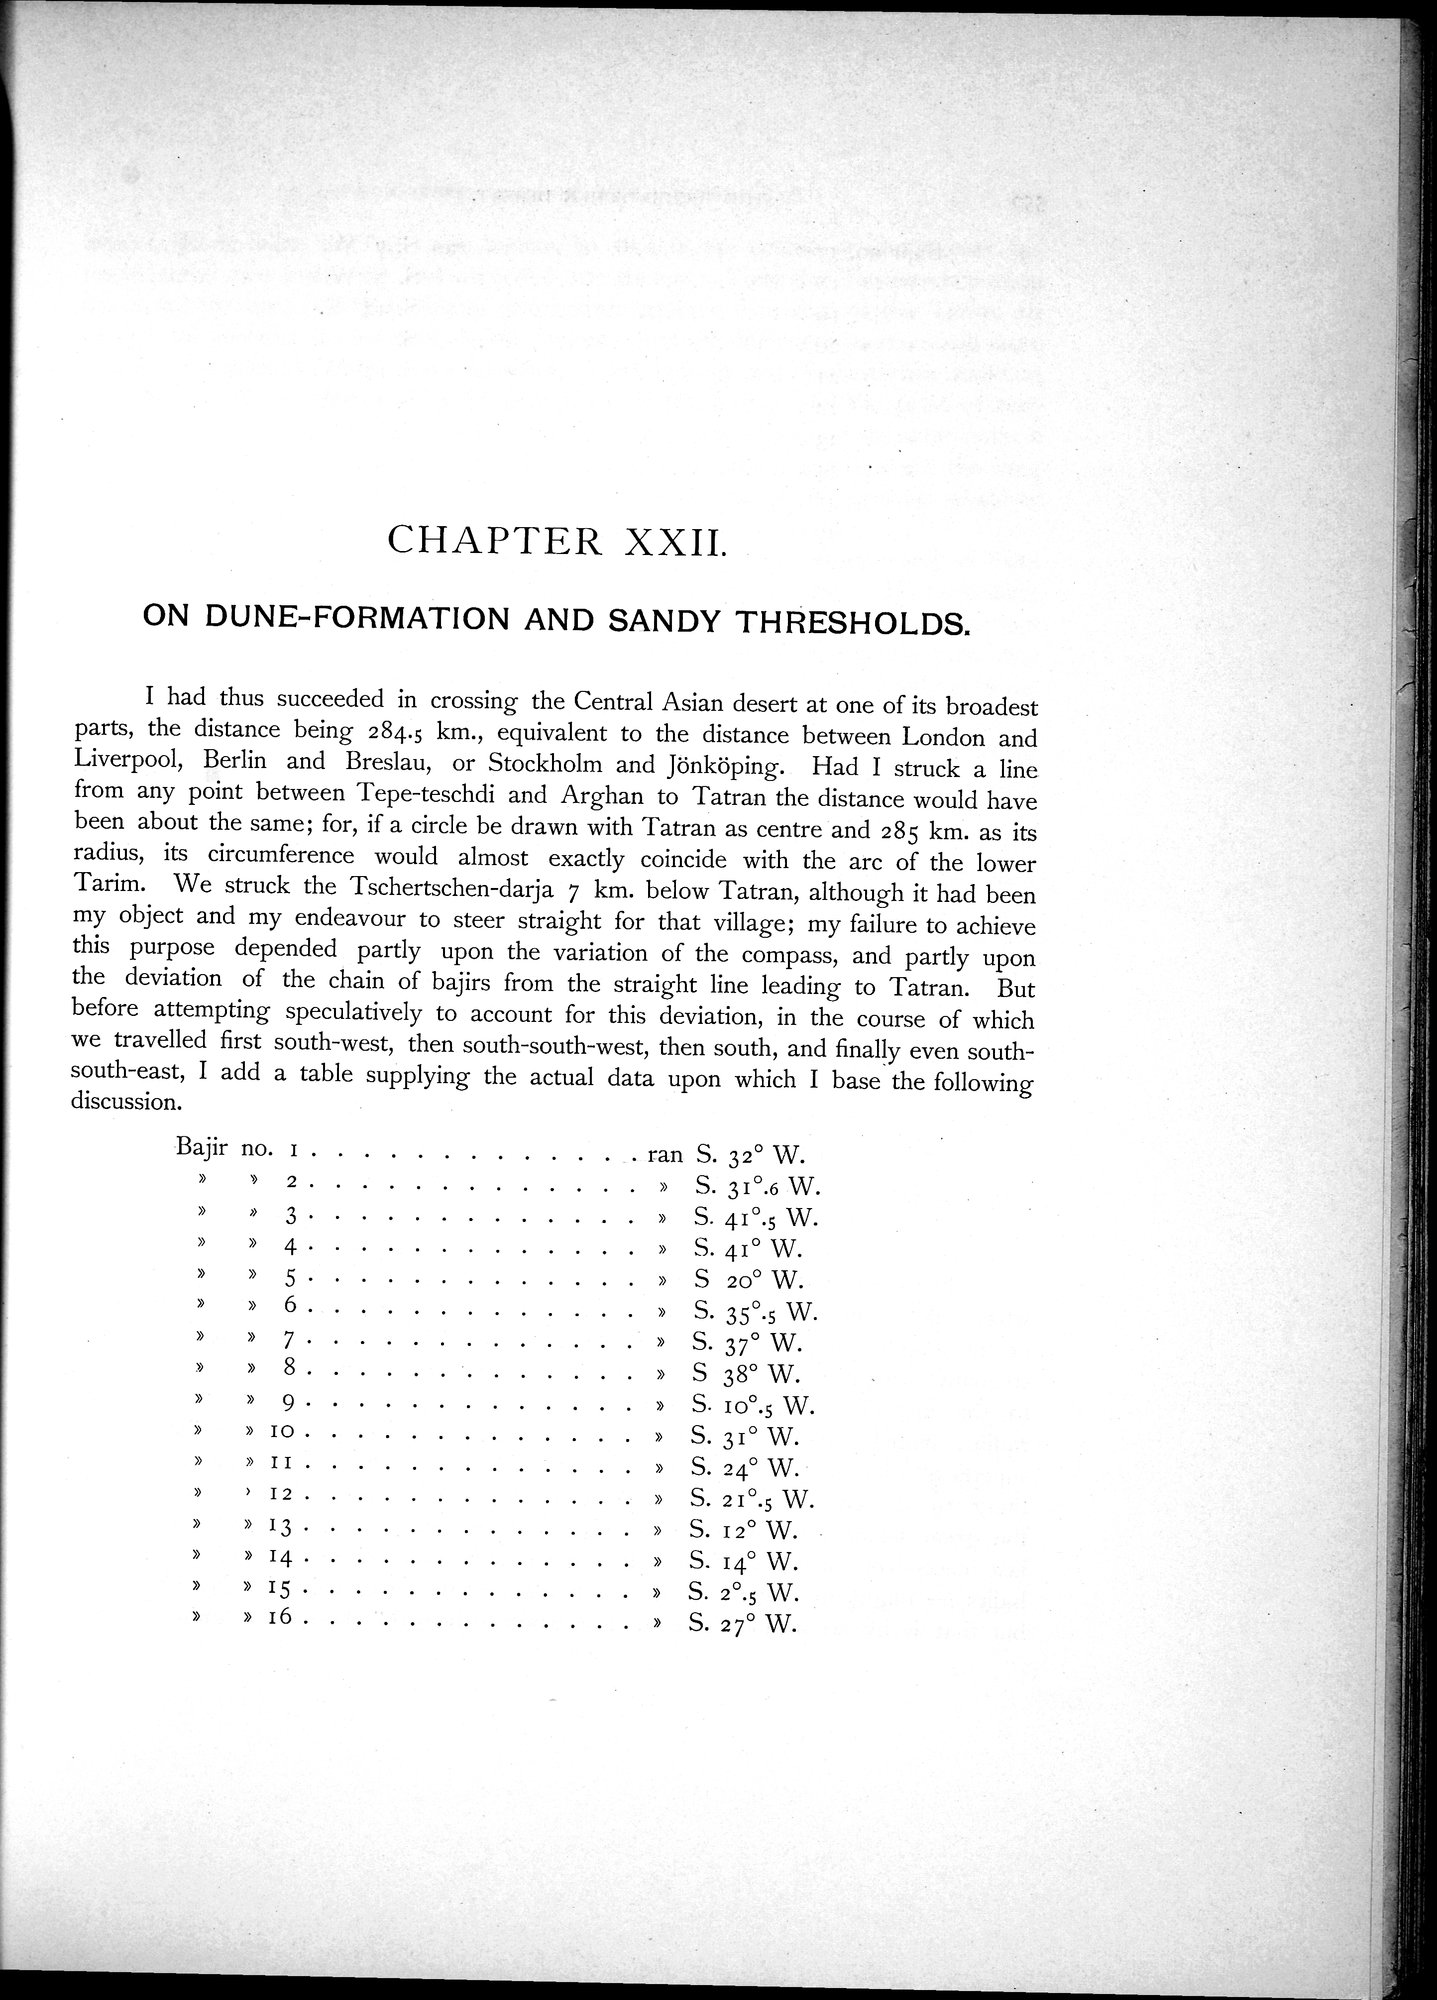 CHAPTER XXII.
ON DUNE-FORMATION AND SANDY THRESHOLDS.
I had thus succeeded in crossing the Central Asian desert at one of its broadest
parts, the distance being 284.5 km., equivalent to the distance between London and
Liverpool, Berlin and Breslau, or Stockholm and Jönköping. Had I struck a line
from any point between Tepe-teschdi and Arghan to Tatran the distance would have
been about the same; for, if a circle be drawn with Tatran as centre and 285 km. as its
radius, its circumference would almost exactly coincide with the arc of the lower
Tarim. We struck the Tschertschen-darja 7 km. below Tatran, although it had been
my object and my endeavour to steer straight for that village; my failure to achieve
this purpose depended partly upon the variation of the compass, and partly upon
the deviation of the chain of bajirs from the straight line leading to Tatran. But
before attempting speculatively to account for this deviation, in the course of which
we travelled first south-west, then south-south-west, then south, and finally even south-
south-east, I add a table supplying the actual data upon which I base the following
discussion.
Bajir no. 1 . . . . . . . . . . . . . ran S. 32° W.
» » 2 . . . . . . . . . . . . . » S. 31°.6 W.
» » 3 . . . . . . . . . . . . . » S. 41°.5 W.
» » 4 . . . . . . . . . . . . . » S. 41° W.
» » 5 . . . . . . . . . . . . . » S 20° W.
» » 6 . . . . . . . . . . . . . » S. 35°.5 W.
» » 7 . . . . . . . . . . . . . » S. 37° W.
» » 8 . . . . . . . . . . . . . » S 38° W.
» » 9 . . . . . . . . . . . . . » S. 10°.5 W.
» » 10 . . . . . . . . . . . . . » S. 31° W.
» » 11 . . . . . . . . . . . . . » S. 24° W.
» › 12 . . . . . . . . . . . . . » S. 21°.5 W.
» » 13 . . . . . . . . . . . . . » S. 12° W.
» » 14 . . . . . . . . . . . . . » S. 14° W.
» » 15 . . . . . . . . . . . . . » S. 2°.5 W.
» » 16 . . . . . . . . . . . . . » S. 27° W.